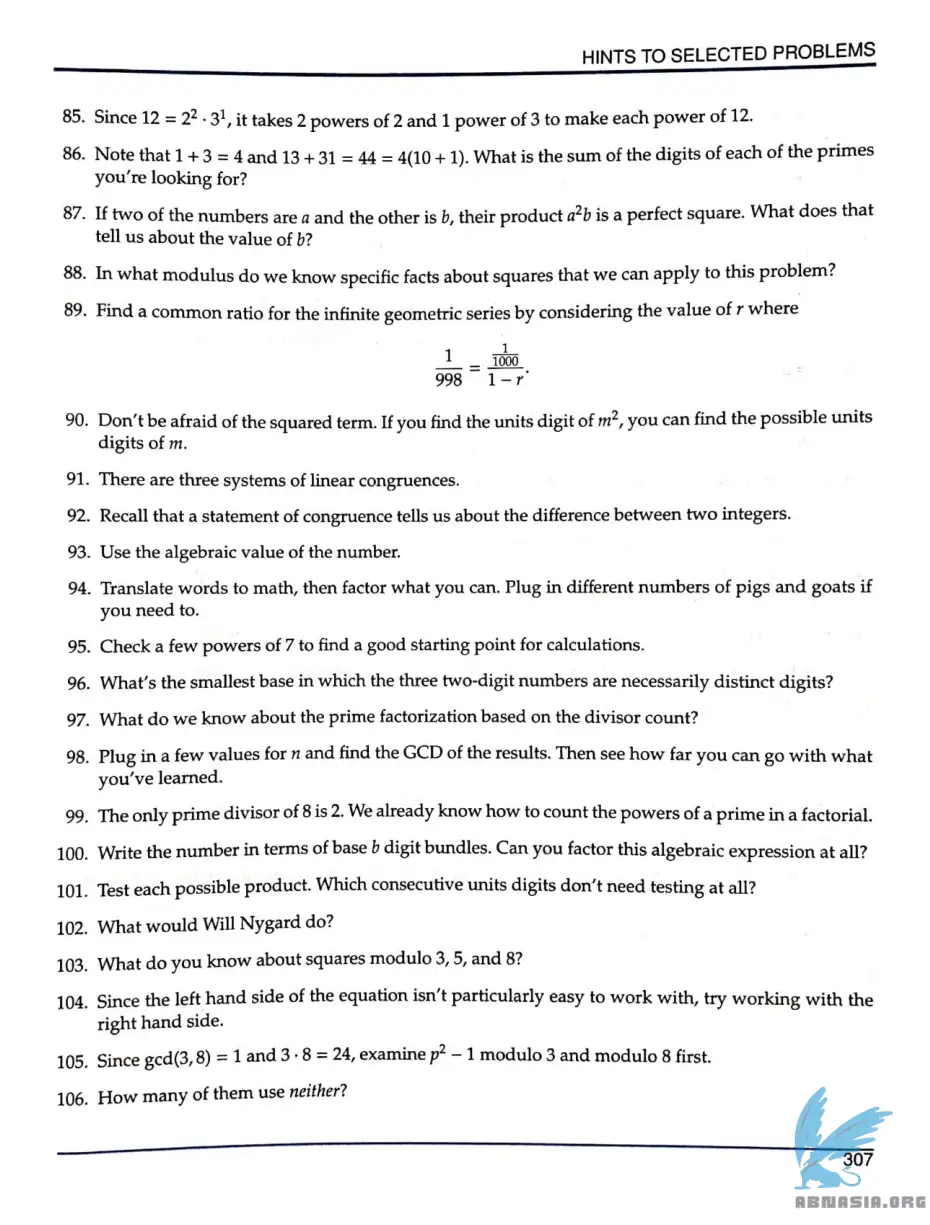 HINTS TO SELECTED PROBLEMS
85. Since 12 = 2² · 3¹, it takes 2 powers of 2 and 1 power of 3 to make each power of 12.
86. Note that 1 + 3 = 4 and 13 + 31 = 44 = 4(10 + 1). What is the sum of the digits of each of the primes
you're looking for?
87. If two of the numbers are a and the other is b, their product a²b is a perfect square. What does that
tell us about the value of b?
88. In what modulus do we know specific facts about squares that we can apply to this problem?
89. Find a common ratio for the infinite geometric series by considering the value of r where
1/998 = (1/1000)/(1 − r).
90. Don't be afraid of the squared term. If you find the units digit of m², you can find the possible units
digits of m.
91. There are three systems of linear congruences.
92. Recall that a statement of congruence tells us about the difference between two integers.
93. Use the algebraic value of the number.
94. Translate words to math, then factor what you can. Plug in different numbers of pigs and goats if
you need to.
95. Check a few powers of 7 to find a good starting point for calculations.
96. What's the smallest base in which the three two-digit numbers are necessarily distinct digits?
97. What do we know about the prime factorization based on the divisor count?
98. Plug in a few values for n and find the GCD of the results. Then see how far you can go with what
you've learned.
99. The only prime divisor of 8 is 2. We already know how to count the powers of a prime in a factorial.
100. Write the number in terms of base b digit bundles. Can you factor this algebraic expression at all?
101. Test each possible product. Which consecutive units digits don't need testing at all?
102. What would Will Nygard do?
103. What do you know about squares modulo 3, 5, and 8?
104. Since the left hand side of the equation isn't particularly easy to work with, try working with the
right hand side.
105. Since gcd(3, 8) = 1 and 3 · 8 = 24, examine p² − 1 modulo 3 and modulo 8 first.
106. How many of them use neither?
307
ABNASIA.ORG